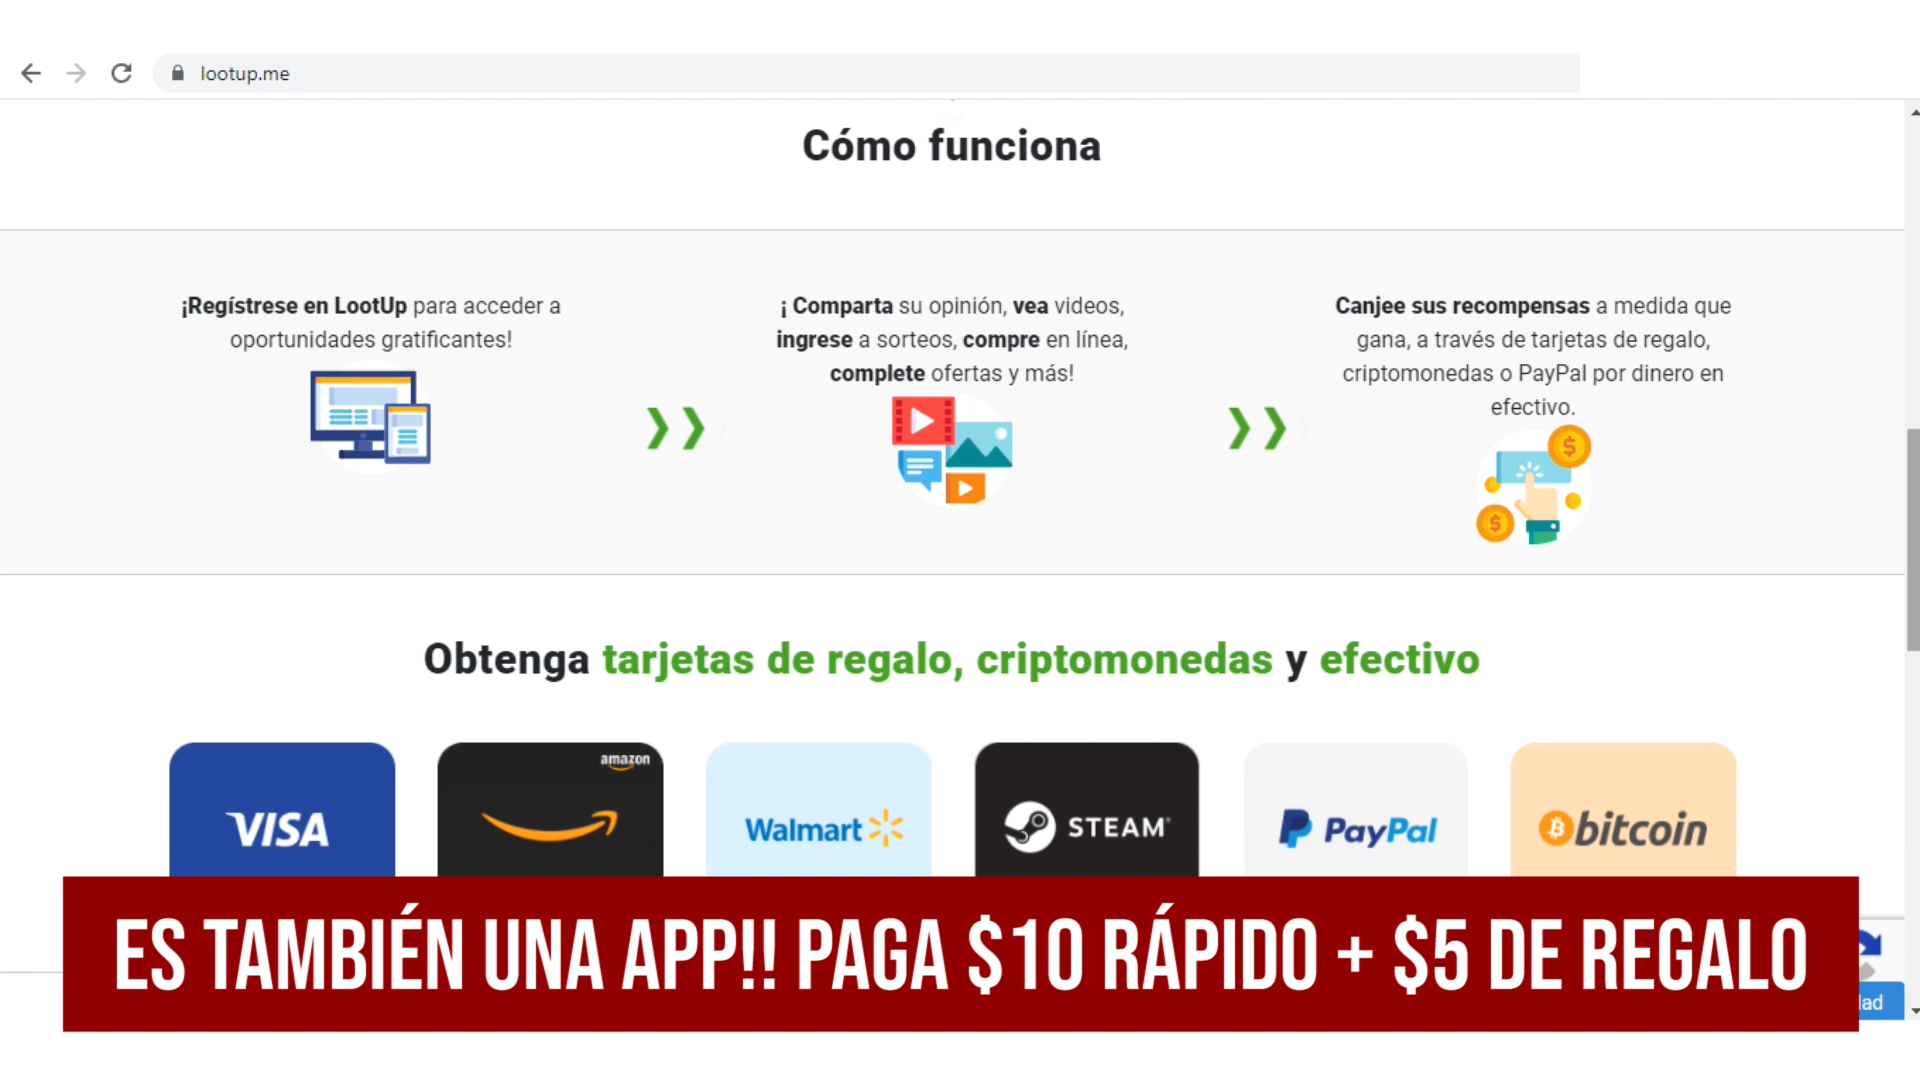 lootup.me
Cómo funciona
¡Regístrese en LootUp para acceder a
oportunidades gratificantes!
¡ Comparta su opinión, vea videos,
ingrese a sorteos, compre en línea,
complete ofertas y más!
Canjee sus recompensas a medida que
gana, a través de tarjetas de regalo,
criptomonedas o PayPal por dinero en
efectivo.
Obtenga tarjetas de regalo, criptomonedas y efectivo
VISA
amazon
Walmart
STEAM
PayPal
bitcoin
ES TAMBIÉN UNA APP!! PAGA $10 RÁPIDO + $5 DE REGALO